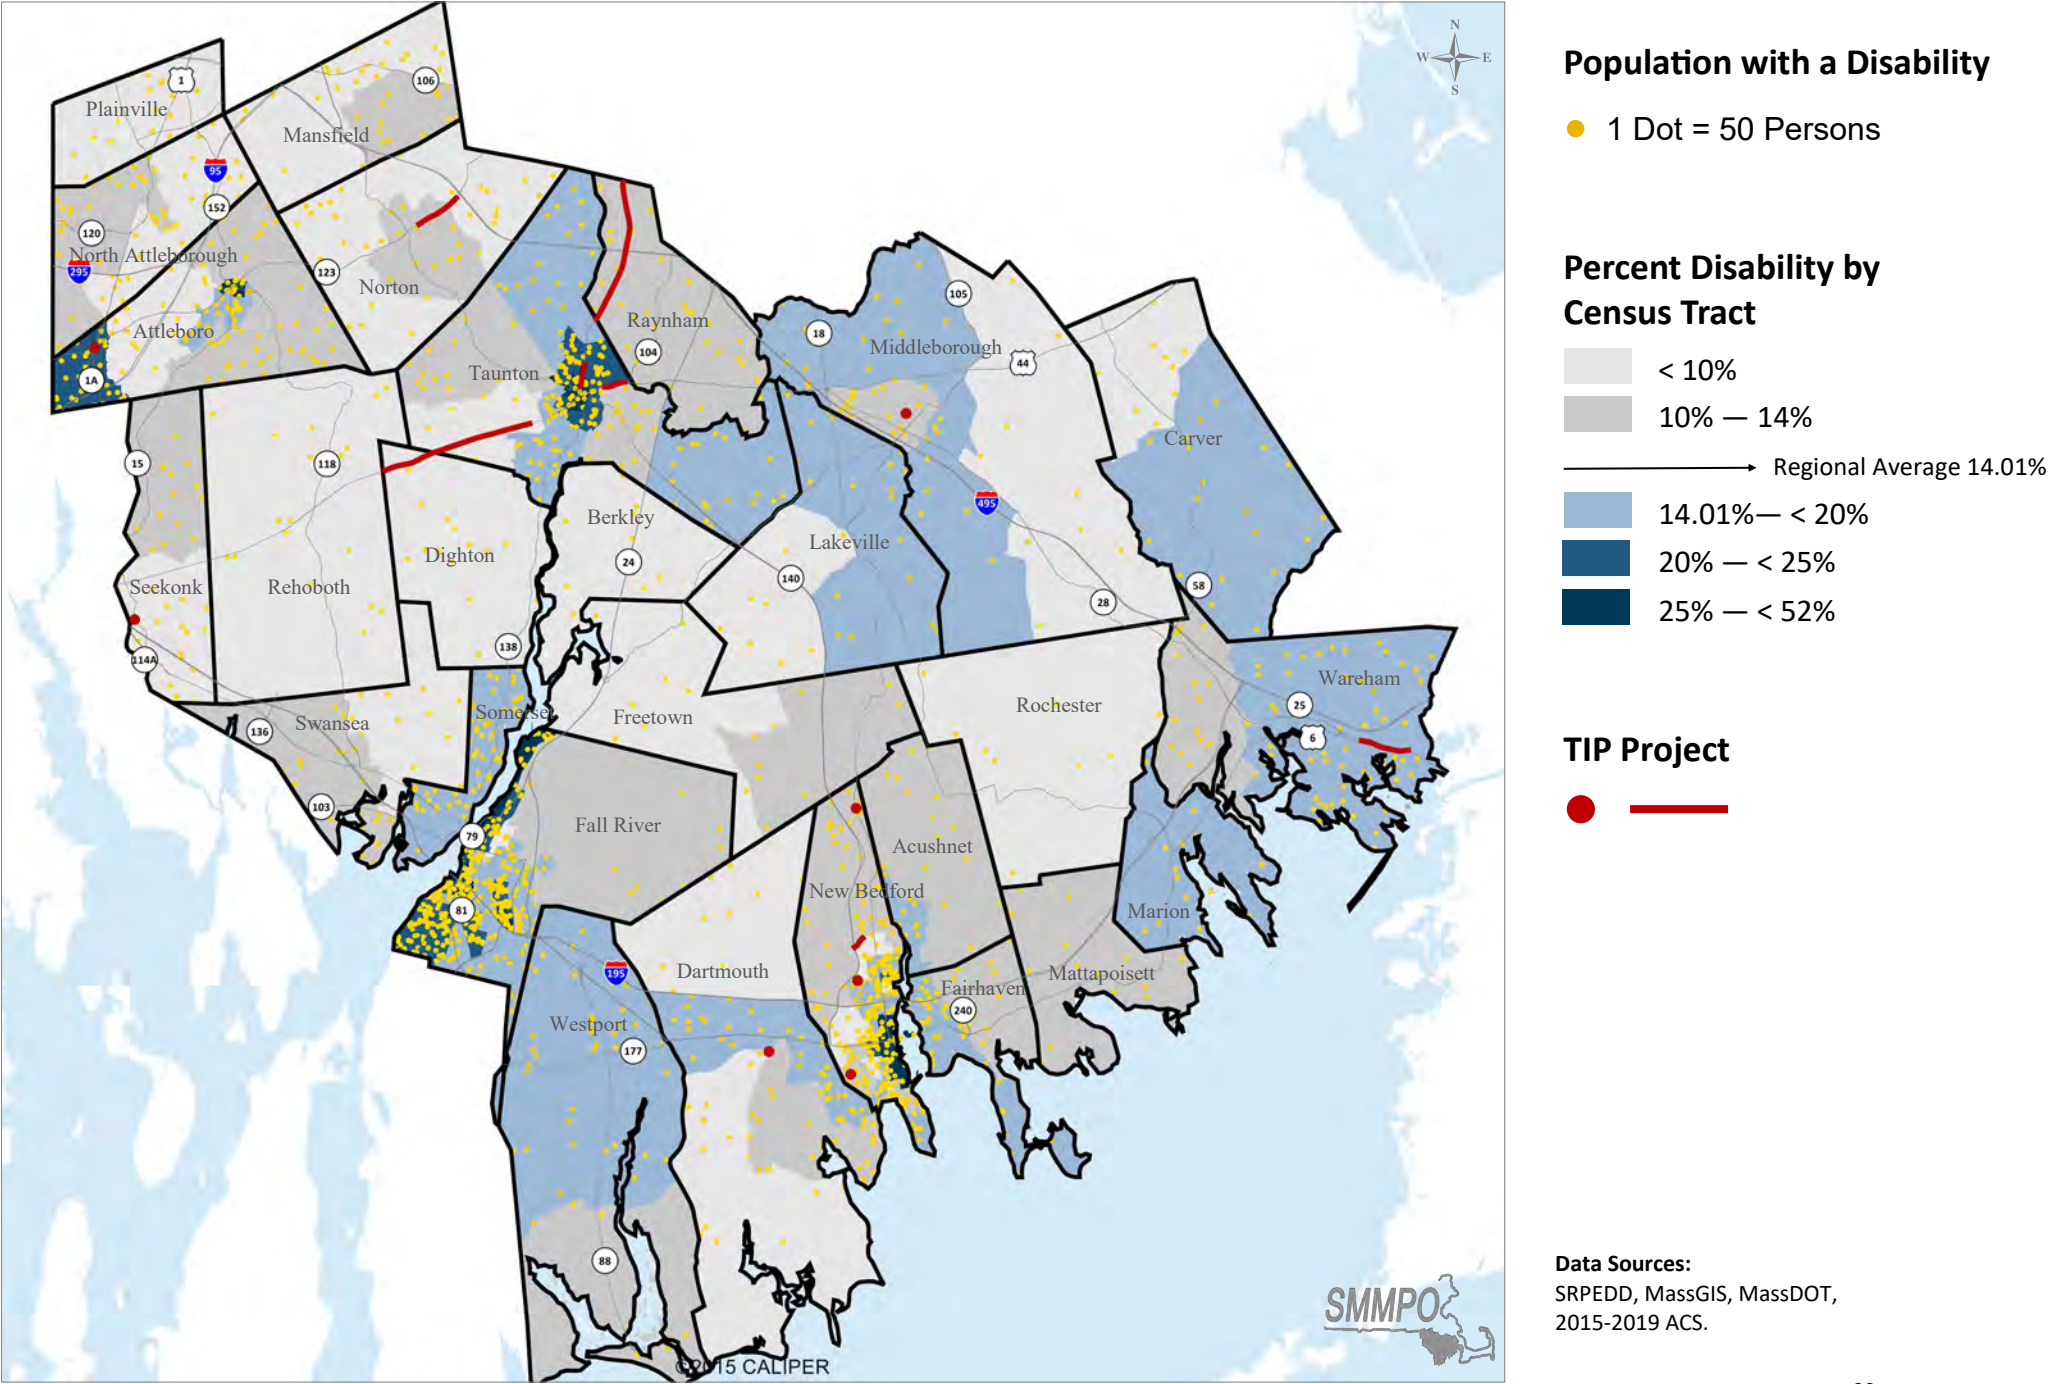 N
W
E
S
106
1
Plainville
Mansfield
95
152
120
North Attleborough
295
123
Norton
105
Attleboro
Raynham
18
104
Middleborough
44
1A
Taunton
Carver
15
118
495
Berkley
Lakeville
Dighton
24
140
Seekonk
Rehoboth
58
28
138
114A
Wareham
Somerset
Rochester
25
Swansea
Freetown
136
6
103
Fall River
79
Acushnet
New Bedford
81
Marion
195
Dartmouth
Mattapoisett
Fairhaven
240
Westport
177
88
SMMPO
©2015 CALIPER
Population with a Disability
1 Dot = 50 Persons
Percent Disability by
Census Tract
< 10%
10% — 14%
Regional Average 14.01%
14.01%— < 20%
20% — < 25%
25% — < 52%
TIP Project
Data Sources:
SRPEDD, MassGIS, MassDOT,
2015-2019 ACS.